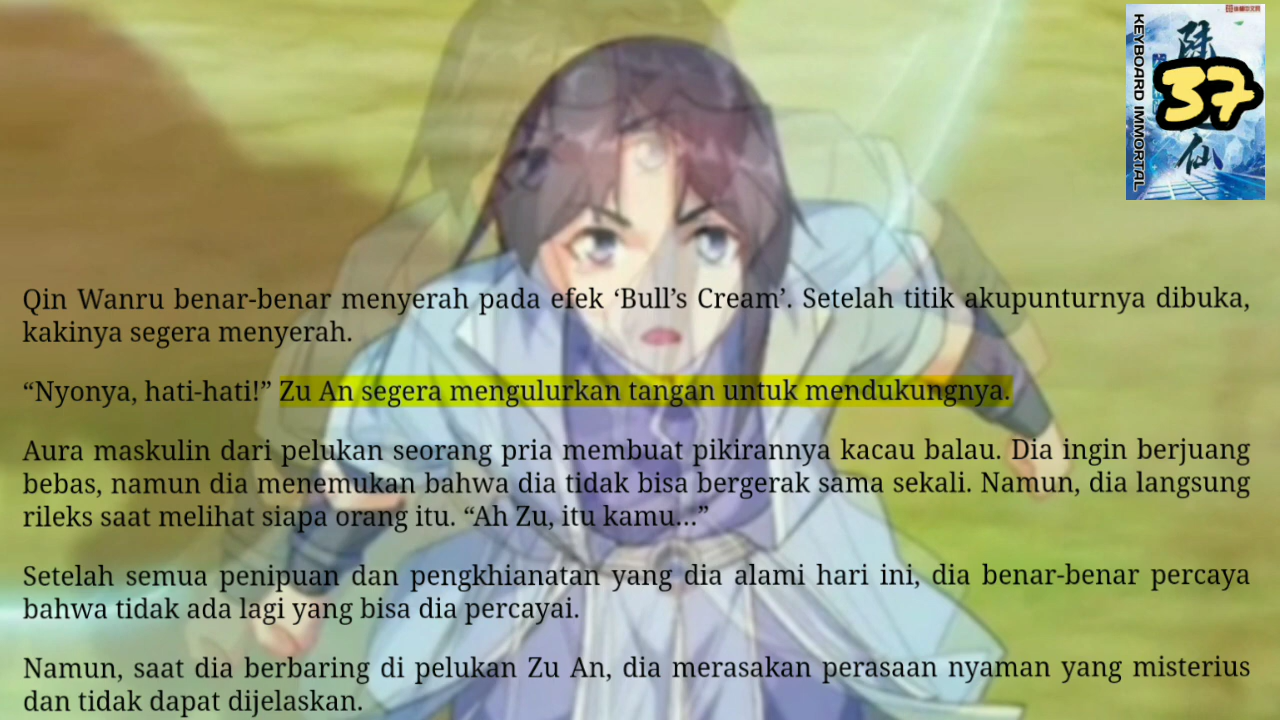 KEYBOARD IMMORTAL
37
仙
Qin Wanru benar-benar menyerah pada efek ‘Bull’s Cream’. Setelah titik akupunturnya dibuka,
kakinya segera menyerah.
“Nyonya, hati-hati!” Zu An segera mengulurkan tangan untuk mendukungnya.
Aura maskulin dari pelukan seorang pria membuat pikirannya kacau balau. Dia ingin berjuang
bebas, namun dia menemukan bahwa dia tidak bisa bergerak sama sekali. Namun, dia langsung
rileks saat melihat siapa orang itu. “Ah Zu, itu kamu…”
Setelah semua penipuan dan pengkhianatan yang dia alami hari ini, dia benar-benar percaya
bahwa tidak ada lagi yang bisa dia percayai.
Namun, saat dia berbaring di pelukan Zu An, dia merasakan perasaan nyaman yang misterius
dan tidak dapat dijelaskan.